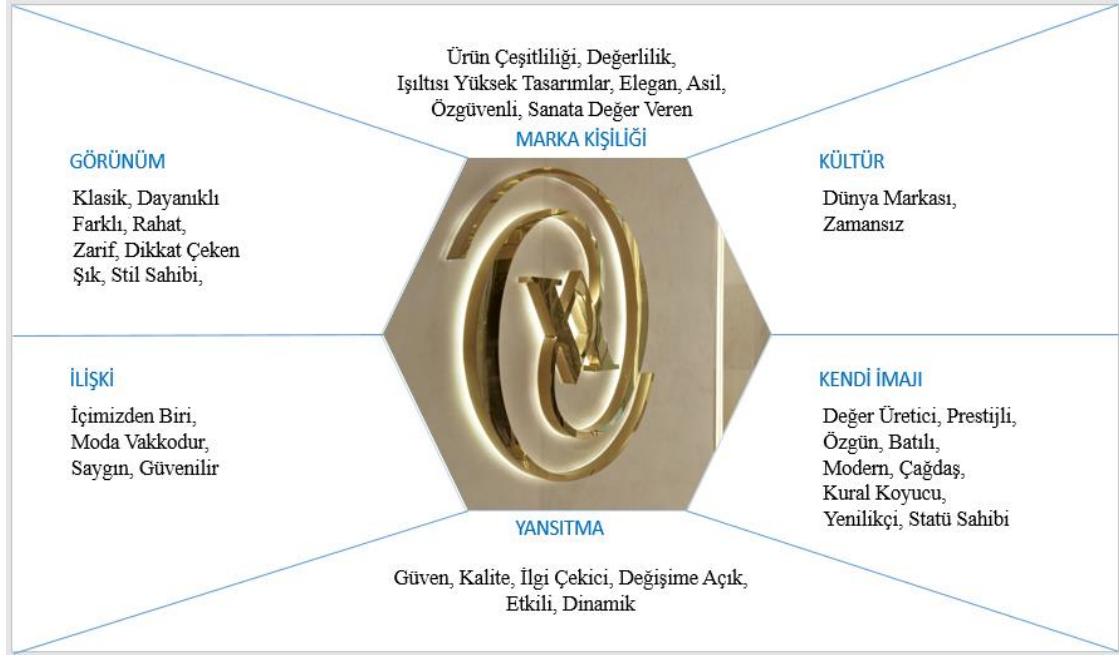 Ürün Çeşitliliği, Değerlilik,
Işıltısı Yüksek Tasarımlar, Elegan, Asil,
Özgüvenli, Sanata Değer Veren
MARKA KİŞİLİĞİ
GÖRÜNÜM
Klasik, Dayanıklı
Farklı, Rahat,
Zarif, Dikkat Çeken
Şık, Stil Sahibi,
KÜLTÜR
Dünya Markası,
Zamansız
İLİŞKİ
İçimizden Biri,
Moda Vakkodur,
Saygın, Güvenilir
KENDİ İMAJI
Değer Üretici, Prestijli,
Özgün, Batılı,
Modern, Çağdaş,
Kural Koyucu,
Yenilikçi, Statü Sahibi
YANSITMA
Güven, Kalite, İlgi Çekici, Değişime Açık,
Etkili, Dinamik